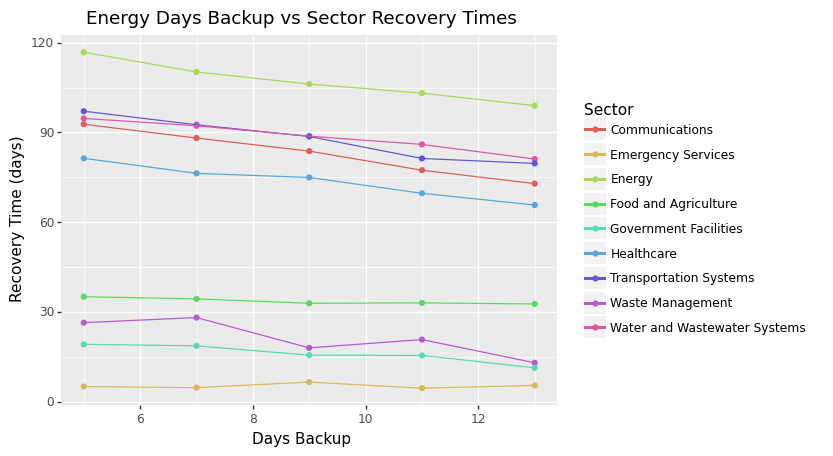 Energy Days Backup vs Sector Recovery Times
120
90
60
30
0
Recovery Time (days)
6 8 10 12
Days Backup
Sector
Communications
Emergency Services
Energy
Food and Agriculture
Government Facilities
Healthcare
Transportation Systems
Waste Management
Water and Wastewater Systems